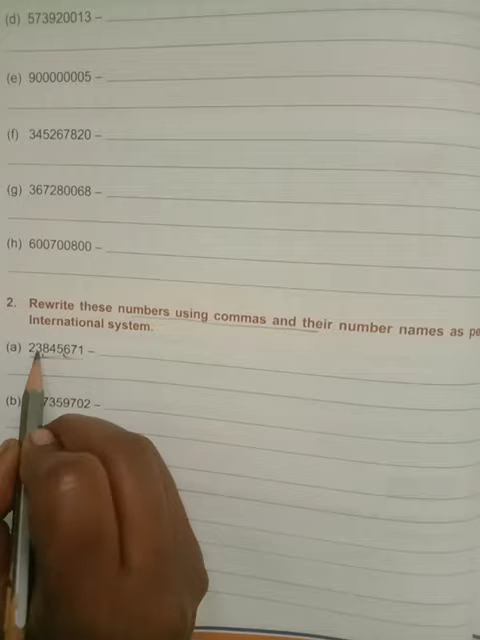 (d) 573920013 –
(e) 900000005 –
(f) 345267820 –
(g) 367280068 –
(h) 600700800 –
2. Rewrite these numbers using commas and their number names as
International system.
(a) 23845671 –
(b) 7359702 –